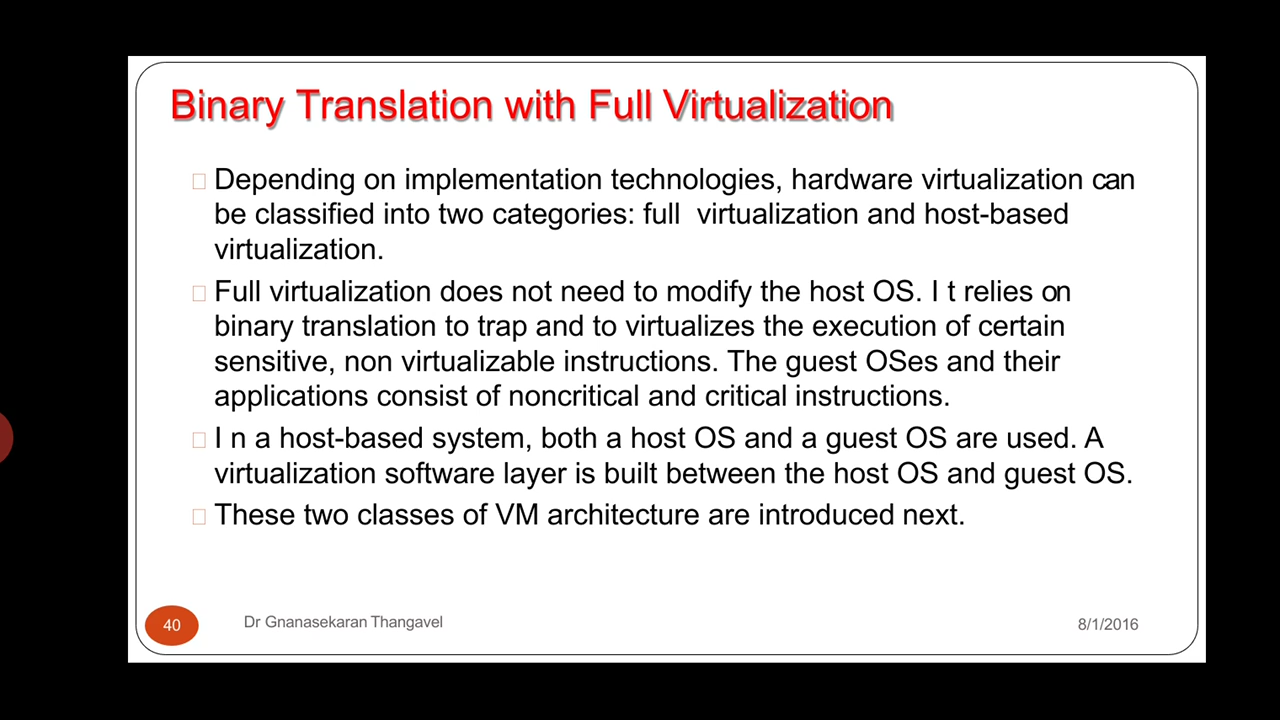 Binary Translation with Full Virtualization
Depending on implementation technologies, hardware virtualization can
be classified into two categories: full virtualization and host-based
virtualization.
Full virtualization does not need to modify the host OS. I t relies on
binary translation to trap and to virtualizes the execution of certain
sensitive, non virtualizable instructions. The guest OSes and their
applications consist of noncritical and critical instructions.
I n a host-based system, both a host OS and a guest OS are used. A
virtualization software layer is built between the host OS and guest OS.
These two classes of VM architecture are introduced next.
40
Dr Gnanasekaran Thangavel
8/1/2016